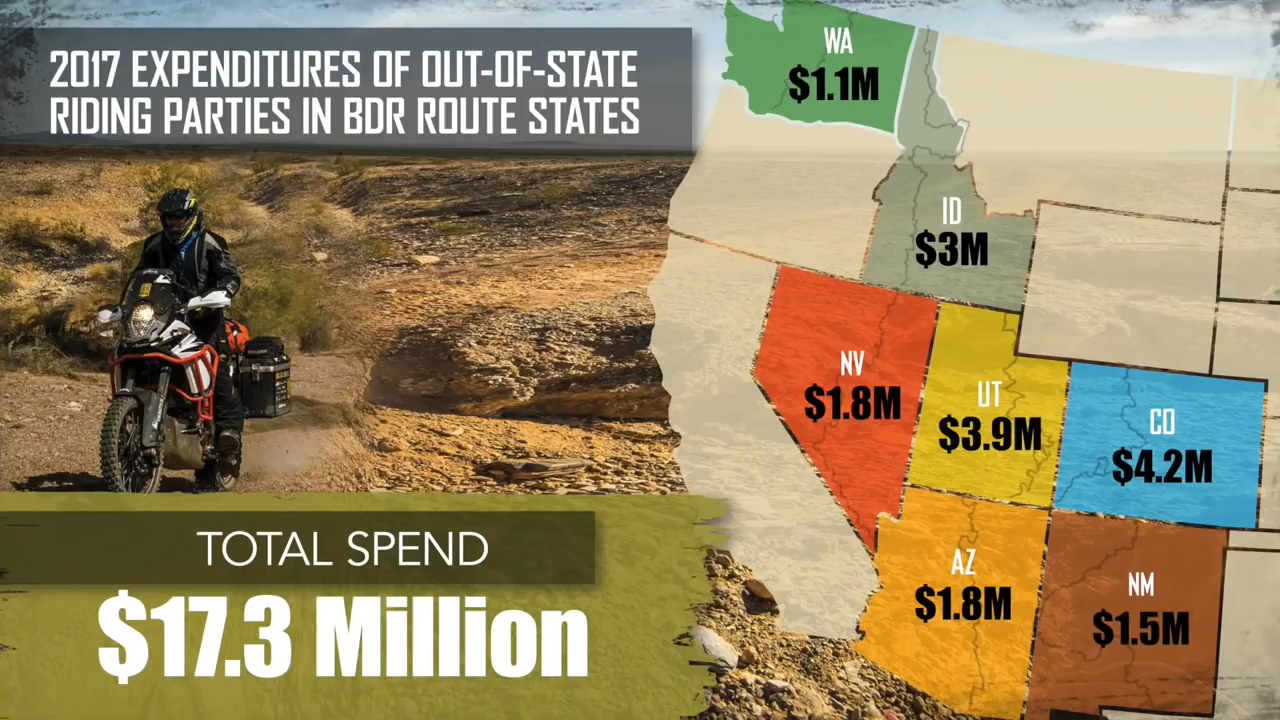 2017 EXPENDITURES OF OUT-OF-STATE
RIDING PARTIES IN BDR ROUTE STATES
WA
$1.1M
ID
$3M
NV
$1.8M
UT
$3.9M
CO
$4.2M
AZ
$1.8M
NM
$1.5M
TOTAL SPEND
$17.3 Million